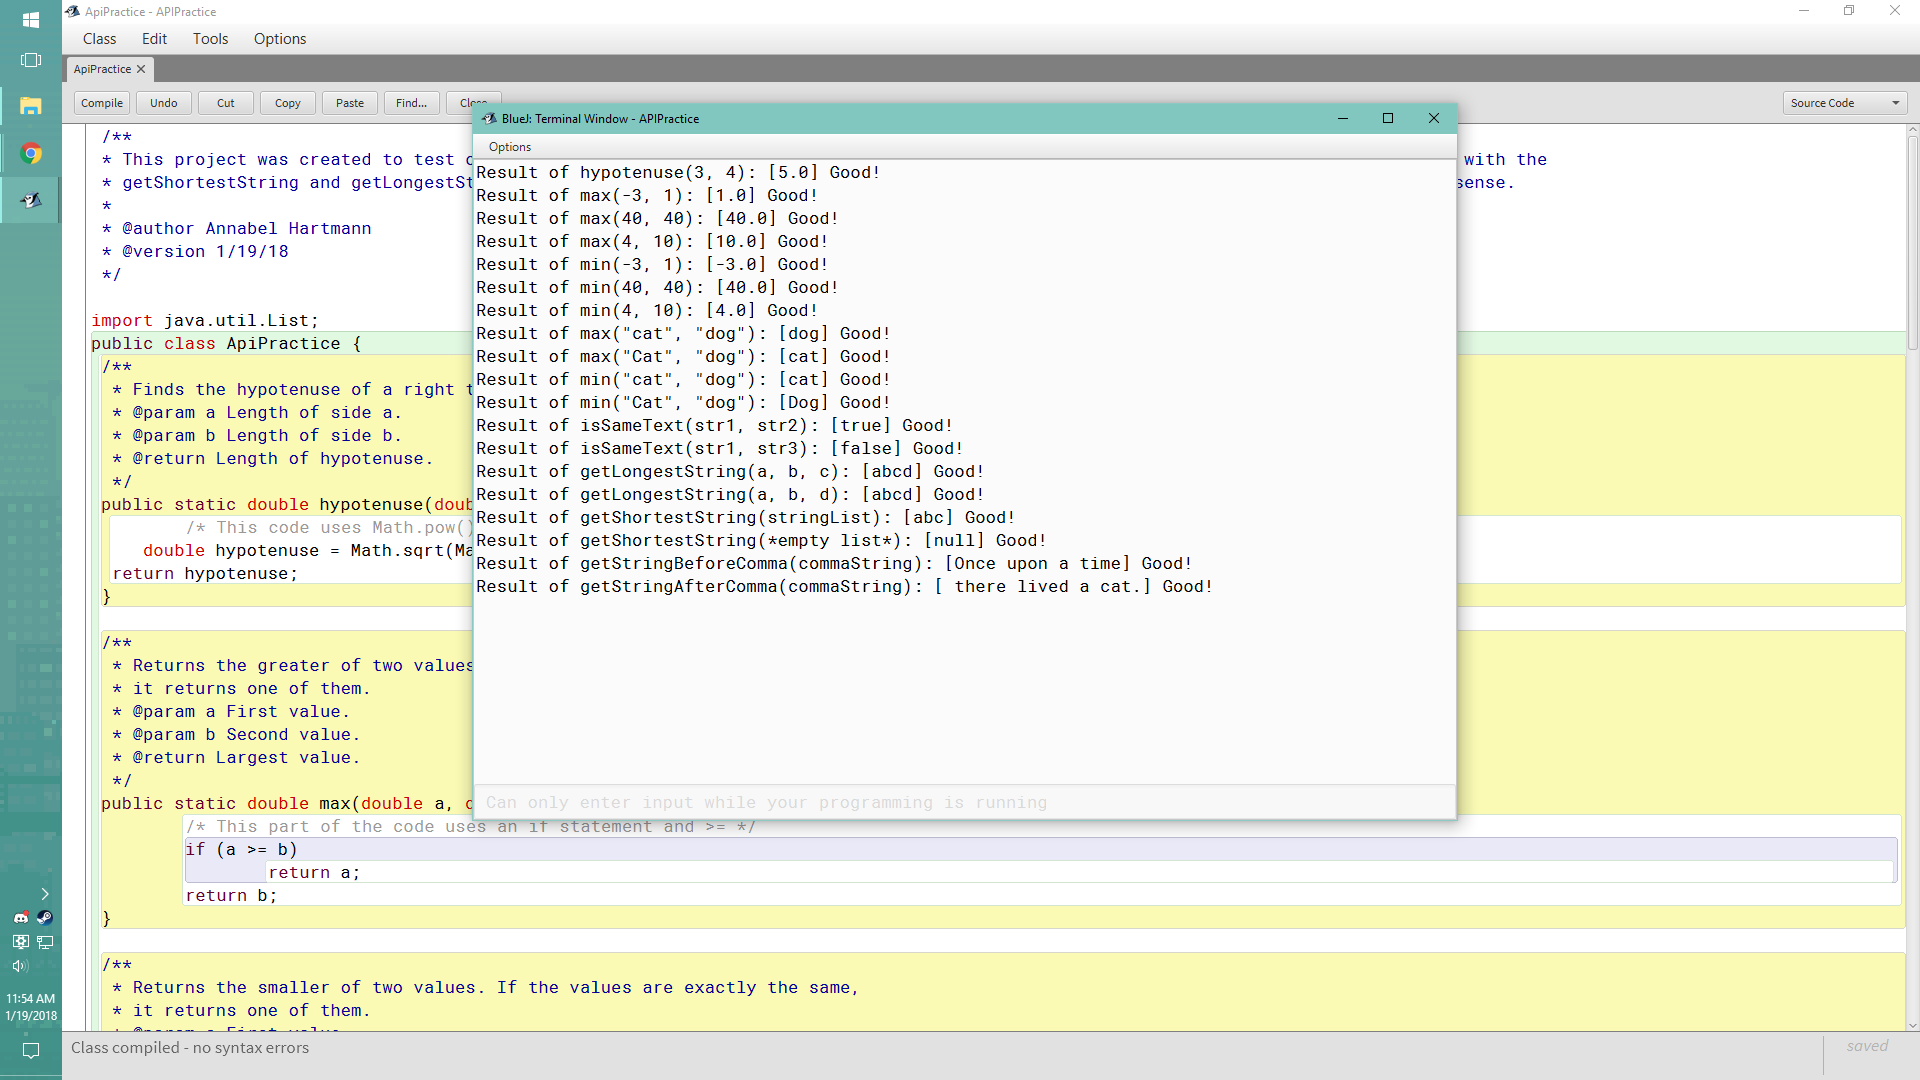 ApiPractice - APIPractice
Class Edit Tools Options
ApiPractice
Compile Undo Cut Copy Paste Find... Close Source Code
/**
* This project was created to test with the
* getShortestString and getLongestSt sense.
*
* @author Annabel Hartmann
* @version 1/19/18
*/
import java.util.List;
public class ApiPractice {
/**
* Finds the hypotenuse of a right t
* @param a Length of side a.
* @param b Length of side b.
* @return Length of hypotenuse.
*/
public static double hypotenuse(doub
/* This code uses Math.pow()
double hypotenuse = Math.sqrt(Ma
return hypotenuse;
}
/**
* Returns the greater of two values
* it returns one of them.
* @param a First value.
* @param b Second value.
* @return Largest value.
*/
public static double max(double a, d
/* This part of the code uses an if statement and >= */
if (a >= b)
return a;
return b;
}
/**
* Returns the smaller of two values. If the values are exactly the same,
* it returns one of them.
* @param a First value.
BlueJ: Terminal Window - APIPractice
Options
Result of hypotenuse(3, 4): [5.0] Good!
Result of max(-3, 1): [1.0] Good!
Result of max(40, 40): [40.0] Good!
Result of max(4, 10): [10.0] Good!
Result of min(-3, 1): [-3.0] Good!
Result of min(40, 40): [40.0] Good!
Result of min(4, 10): [4.0] Good!
Result of max("cat", "dog"): [dog] Good!
Result of max("Cat", "dog"): [cat] Good!
Result of min("cat", "dog"): [cat] Good!
Result of min("Cat", "dog"): [Dog] Good!
Result of isSameText(str1, str2): [true] Good!
Result of isSameText(str1, str3): [false] Good!
Result of getLongestString(a, b, c): [abcd] Good!
Result of getLongestString(a, b, d): [abcd] Good!
Result of getShortestString(stringList): [abc] Good!
Result of getShortestString(*empty list*): [null] Good!
Result of getStringBeforeComma(commaString): [Once upon a time] Good!
Result of getStringAfterComma(commaString): [ there lived a cat.] Good!
Can only enter input while your programming is running
Class compiled - no syntax errors
saved
11:54 AM
1/19/2018